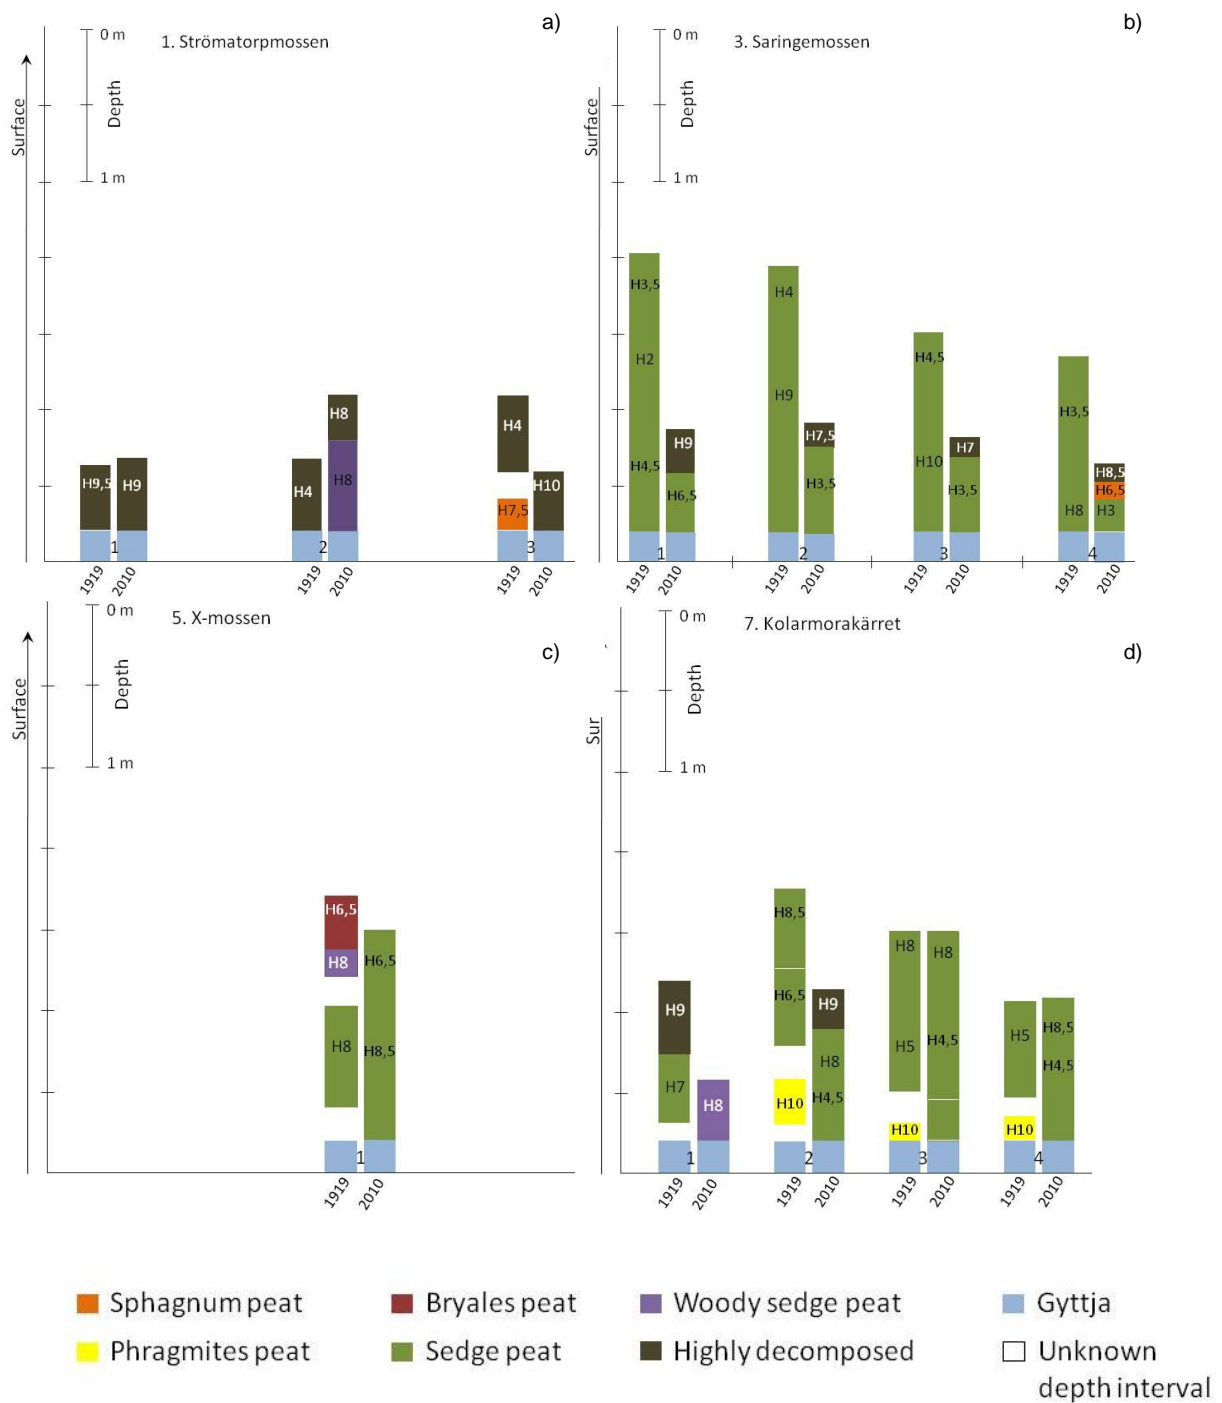 a)
1. Strömatorpmossen
0 m
Depth
1 m
Surface
H9,5
H9
H4
H8
H8
H4
H7,5
H10
1
2
3
1919
2010
1919
2010
1919
2010
b)
3. Saringemossen
0 m
Depth
1 m
Surface
H3,5
H2
H4,5
H9
H6,5
H4
H9
H7,5
H3,5
H4,5
H10
H7
H3,5
H3,5
H8
H8,5
H6,5
H3
1
2
3
4
1919
2010
1919
2010
1919
2010
1919
2010
c)
5. X-mossen
0 m
Depth
1 m
Surface
H6,5
H8
H8
H6,5
H8,5
1
1919
2010
d)
7. Kolarmorakärret
0 m
Depth
1 m
Sur
H9
H7
H8
H8,5
H6,5
H10
H9
H8
H4,5
H8
H5
H10
H8
H4,5
H5
H10
H8,5
H4,5
1
2
3
4
1919
2010
1919
2010
1919
2010
1919
2010
Sphagnum peat
Bryales peat
Woody sedge peat
Gyttja
Phragmites peat
Sedge peat
Highly decomposed
Unknown
depth interval